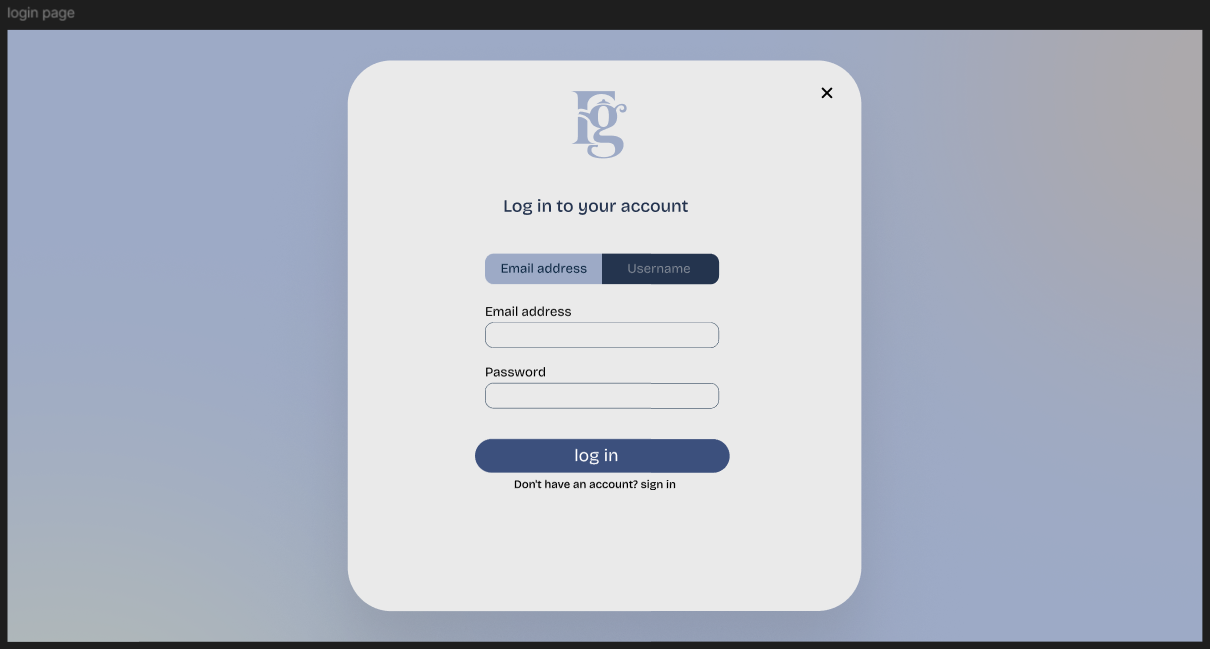 login page
Fg
Log in to your account
Email address Username
Email address
Password
log in
Don't have an account? sign in